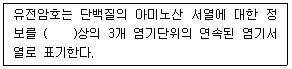 유전암호는 단백질의 아미노산 서열에 대한 정
보를 (    )상의 3개 염기단위의 연속된 염기서
열로 표기한다.